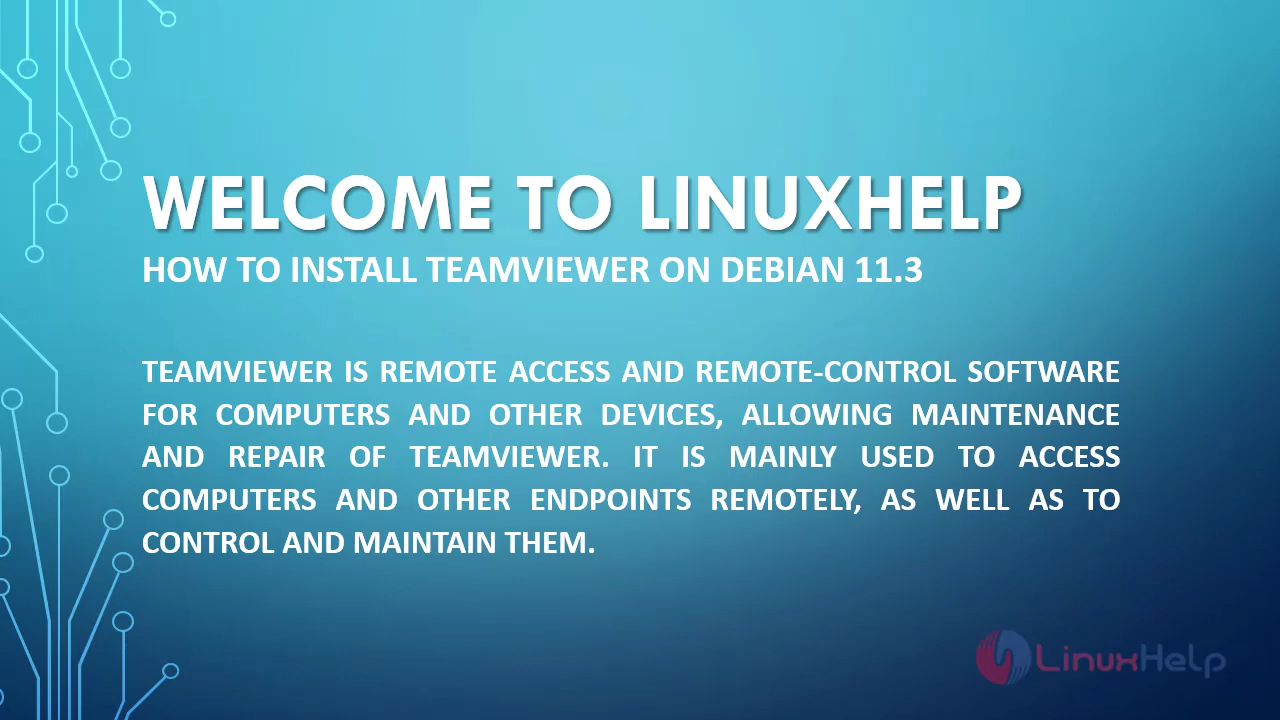 WELCOME TO LINUXHELP
HOW TO INSTALL TEAMVIEWER ON DEBIAN 11.3
TEAMVIEWER IS REMOTE ACCESS AND REMOTE-CONTROL SOFTWARE
FOR COMPUTERS AND OTHER DEVICES, ALLOWING MAINTENANCE
AND REPAIR OF TEAMVIEWER. IT IS MAINLY USED TO ACCESS
COMPUTERS AND OTHER ENDPOINTS REMOTELY, AS WELL AS TO
CONTROL AND MAINTAIN THEM.
LinuxHelp